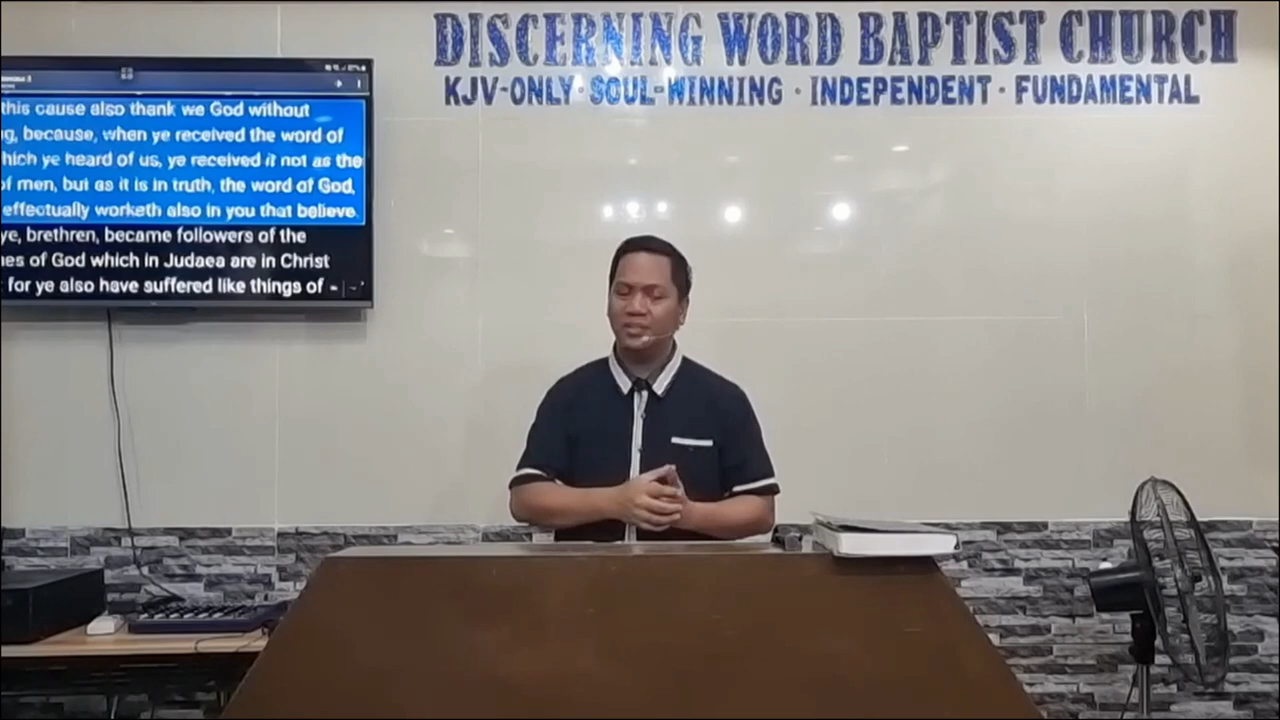 DISCERNING WORD BAPTIST CHURCH
KJV-ONLY · SOUL-WINNING · INDEPENDENT · FUNDAMENTAL
this cause also thank we God without
g, because, when ye received the word of
hich ye heard of us, ye received it not as the
of men, but as it is in truth, the word of God,
effectually worketh also in you that believe.
ye, brethren, became followers of the
es of God which in Judaea are in Christ
for ye also have suffered like things of